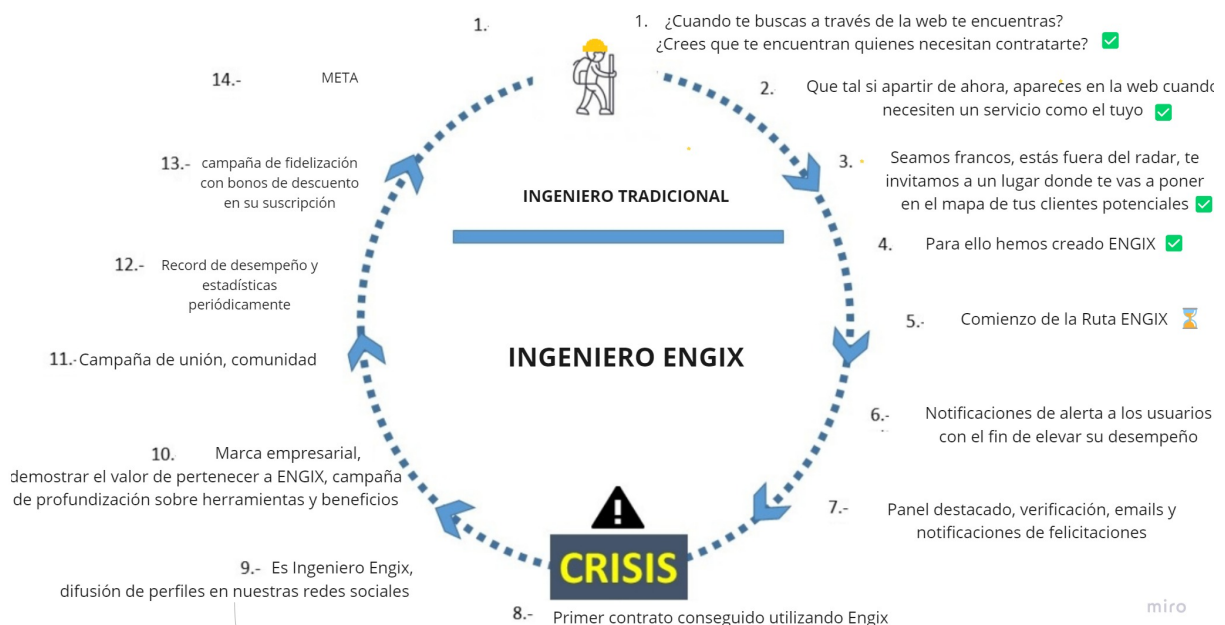 1.-
1. ¿Cuando te buscas a través de la web te encuentras?
¿Crees que te encuentran quienes necesitan contratarte?
2. Que tal si apartir de ahora, apareces en la web cuando
necesiten un servicio como el tuyo
3. Seamos francos, estás fuera del radar, te
invitamos a un lugar donde te vas a poner
en el mapa de tus clientes potenciales
4. Para ello hemos creado ENGIX
5.- Comienzo de la Ruta ENGIX
6.- Notificaciones de alerta a los usuarios
con el fin de elevar su desempeño
7.- Panel destacado, verificación, emails y
notificaciones de felicitaciones
8.- Primer contrato conseguido utilizando Engix
9.- Es Ingeniero Engix,
difusión de perfiles en nuestras redes sociales
10. Marca empresarial,
demostrar el valor de pertenecer a ENGIX, campaña
de profundización sobre herramientas y beneficios
11.- Campaña de unión, comunidad
12.- Record de desempeño y
estadísticas
periódicamente
13.- campaña de fidelización
con bonos de descuento
en su suscripción
14.- META
INGENIERO TRADICIONAL
INGENIERO ENGIX
CRISIS
miro